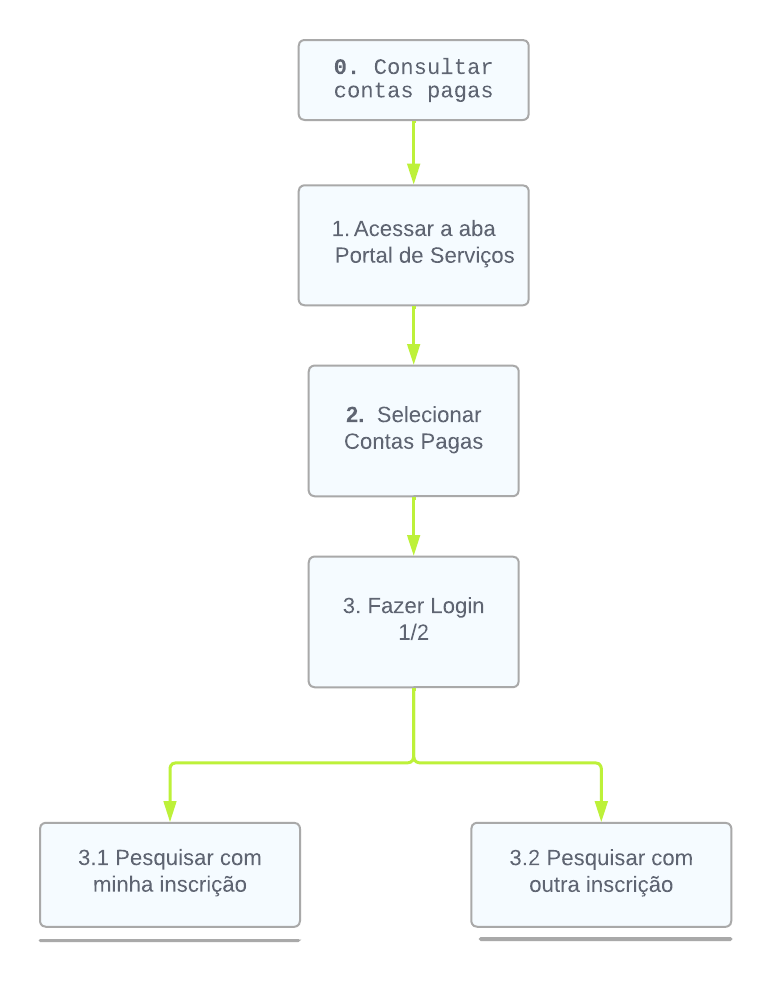 0. Consultar
contas pagas
1. Acessar a aba
Portal de Serviços
2. Selecionar
Contas Pagas
3. Fazer Login
1/2
3.1 Pesquisar com
minha inscrição
3.2 Pesquisar com
outra inscrição